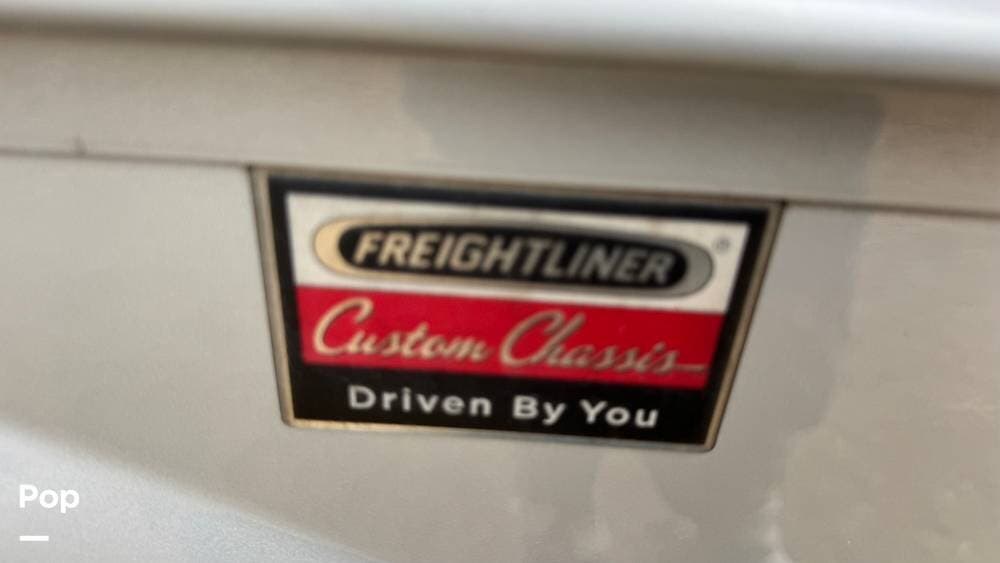 FREIGHTLINER®
Custom Chassis
Driven By You
Pop